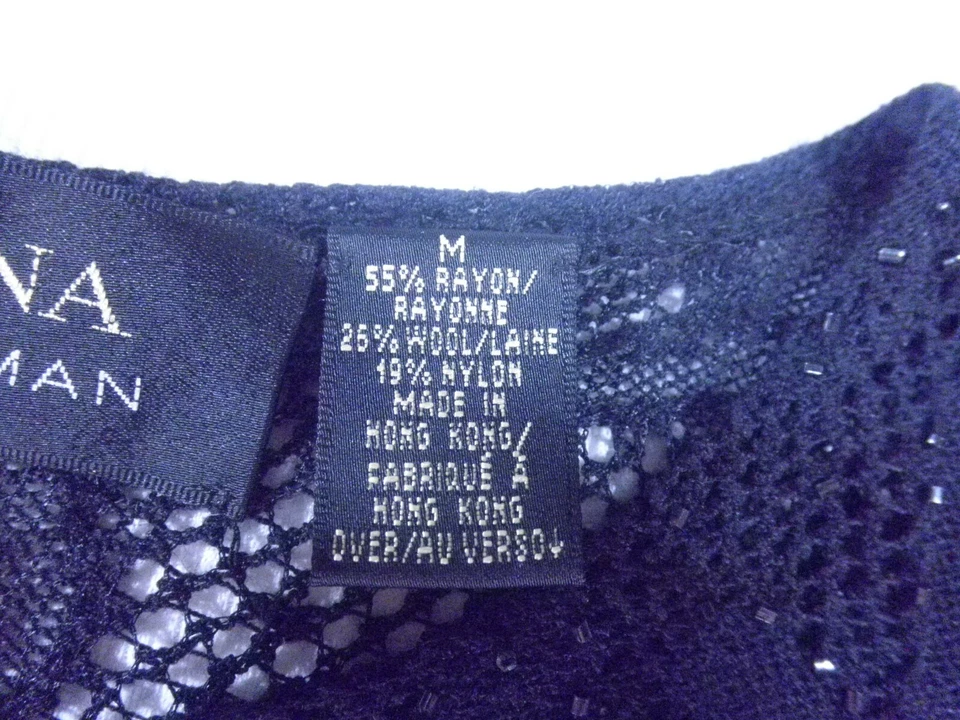 NA
MAN
M
55% RAYON/
RAYONNE
26% WOOL/LAINE
19% NYLON
MADE IN
HONG KONG/
FABRIQUÉ À
HONG KONG
OVER/AU VERSO↓